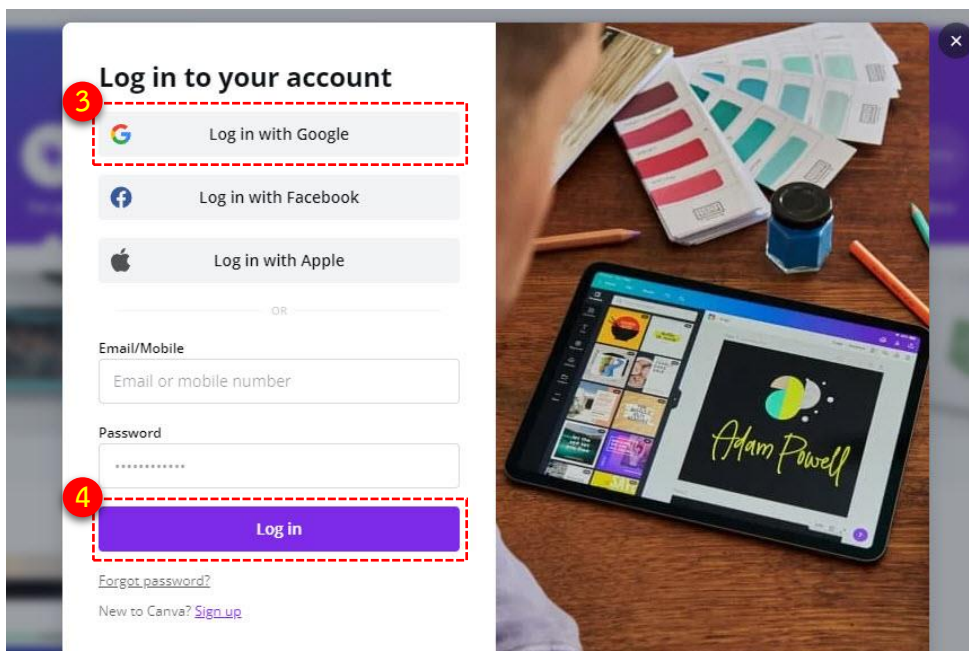 Log in to your account
3
Log in with Google
Log in with Facebook
Log in with Apple
OR
Email/Mobile
Email or mobile number
Password
4
Log in
Forgot password?
New to Canva? Sign up
Adam Powell